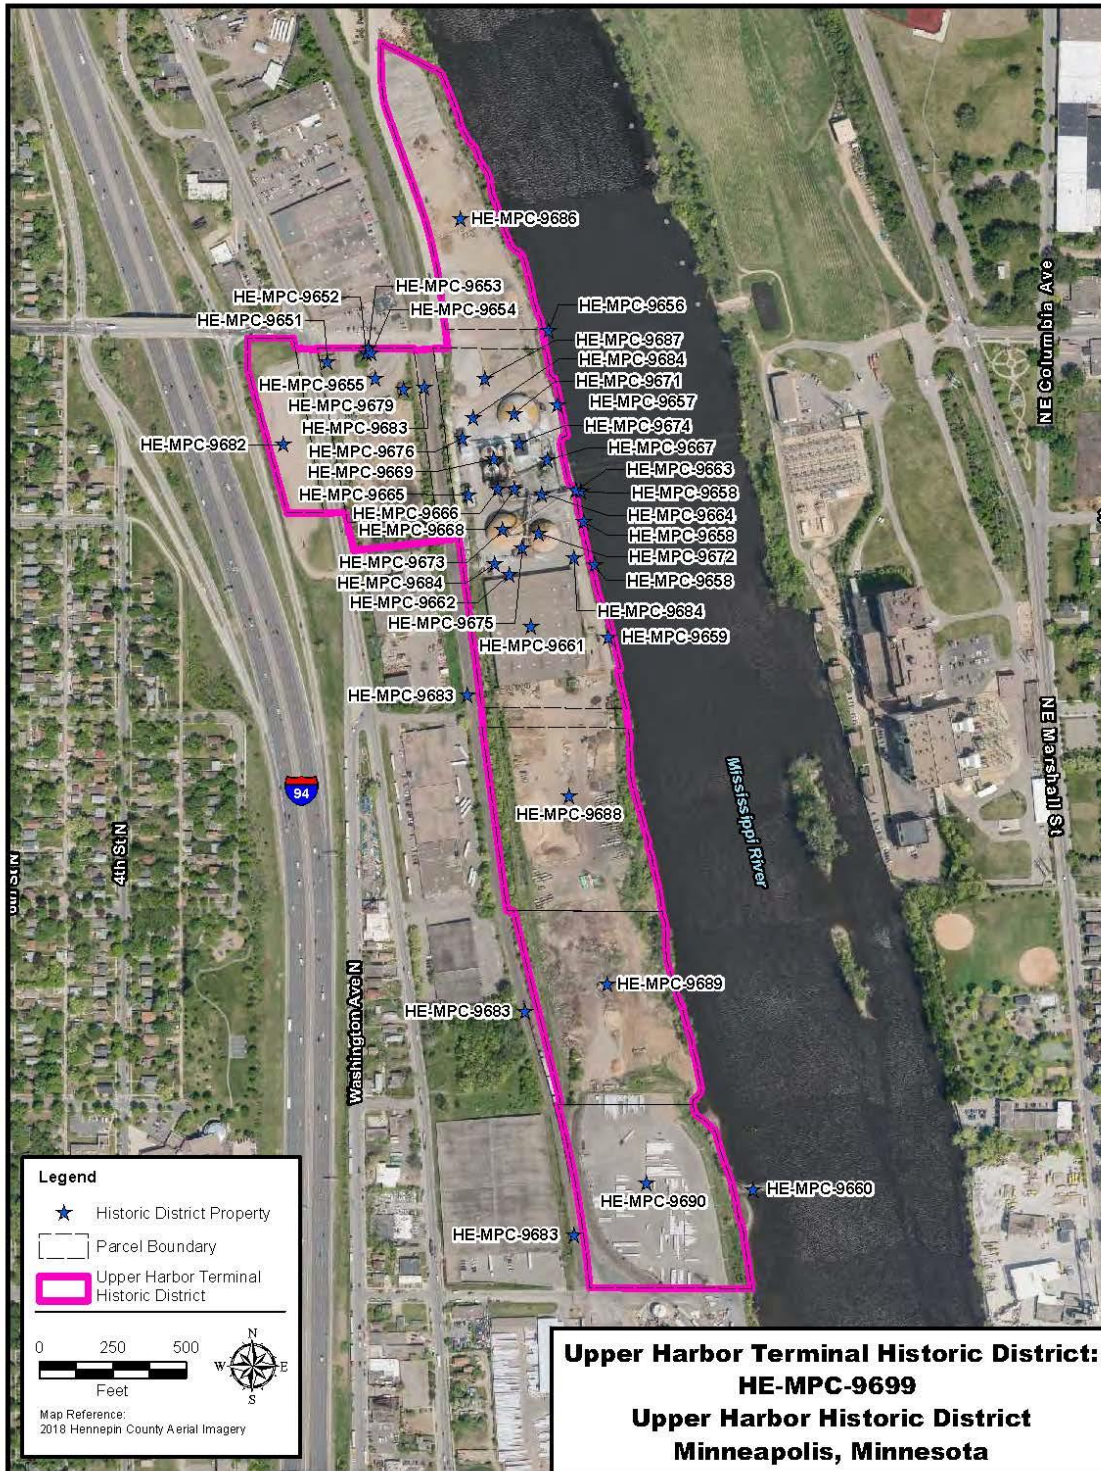 HE-MPC-9686
HE-MPC-9653
HE-MPC-9652
HE-MPC-9654
HE-MPC-9656
HE-MPC-9651
HE-MPC-9687
HE-MPC-9684
HE-MPC-9655
HE-MPC-9671
HE-MPC-9679
HE-MPC-9657
HE-MPC-9683
HE-MPC-9674
HE-MPC-9682
HE-MPC-9676
HE-MPC-9667
HE-MPC-9669
HE-MPC-9663
HE-MPC-9665
HE-MPC-9658
HE-MPC-9666
HE-MPC-9664
HE-MPC-9668
HE-MPC-9658
HE-MPC-9673
HE-MPC-9672
HE-MPC-9684
HE-MPC-9658
HE-MPC-9662
HE-MPC-9684
HE-MPC-9675
HE-MPC-9659
HE-MPC-9661
HE-MPC-9683
HE-MPC-9688
HE-MPC-9689
HE-MPC-9683
HE-MPC-9690
HE-MPC-9660
HE-MPC-9683
NE Columbia Ave
NE Marshall St
Mississippi River
94
4th St N
Washington Ave N
Legend
Historic District Property
Parcel Boundary
Upper Harbor Terminal
Historic District
0 250 500
Feet
N
W E
S
Map Reference:
2018 Hennepin County Aerial Imagery
Upper Harbor Terminal Historic District:
HE-MPC-9699
Upper Harbor Historic District
Minneapolis, Minnesota